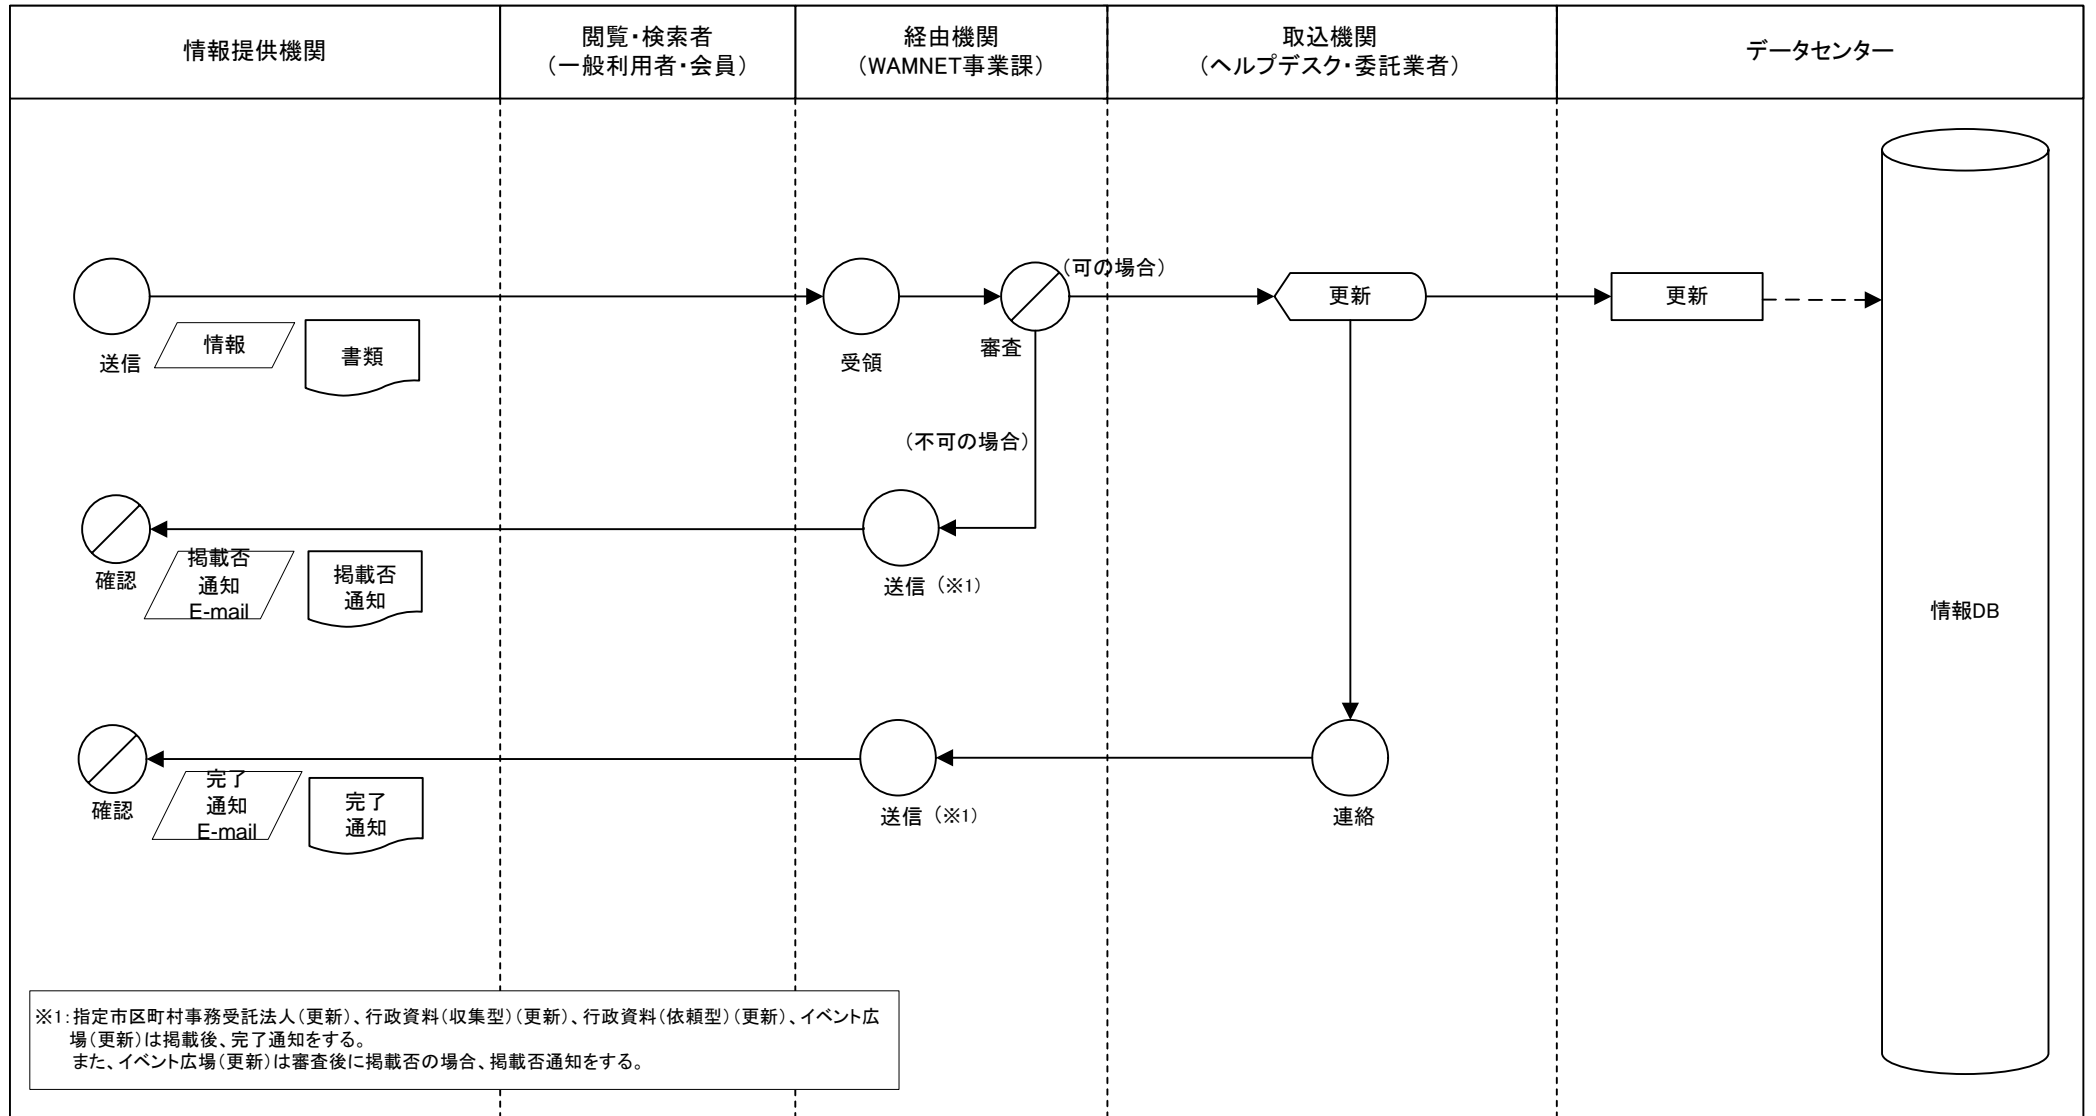 情報提供機関
閲覧・検索者
（一般利用者・会員）
経由機関
（WAMNET事業課）
取込機関
（ヘルプデスク・委託業者）
データセンター
（可の場合）
更新
更新
情報
書類
送信
受領
審査
（不可の場合）
掲載否
通知
E-mail
掲載否
通知
確認
送信（※1）
情報DB
完了
通知
E-mail
完了
通知
確認
送信（※1）
連絡
※1：指定市区町村事務受託法人（更新）、行政資料（収集型）（更新）、行政資料（依頼型）（更新）、イベント広
場（更新）は掲載後、完了通知をする。
また、イベント広場（更新）は審査後に掲載否の場合、掲載否通知をする。